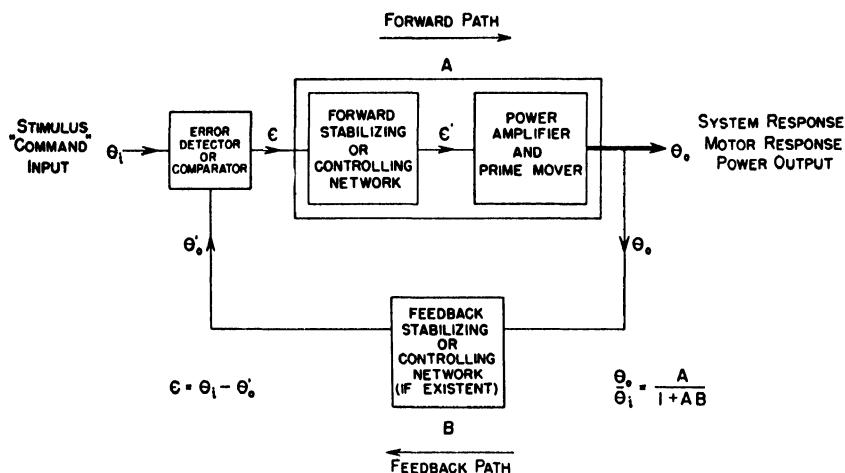 FORWARD PATH
A
STIMULUS
"COMMAND"
INPUT
θi
ERROR
DETECTOR
OR
COMPARATOR
ϵ
FORWARD
STABILIZING
OR
CONTROLLING
NETWORK
ϵ'
POWER
AMPLIFIER
AND
PRIME MOVER
θo
SYSTEM RESPONSE
MOTOR RESPONSE
POWER OUTPUT
θ'o
θo
FEEDBACK
STABILIZING
OR
CONTROLLING
NETWORK
(IF EXISTENT)
B
ϵ = θi - θ'o
θo/θi = A/1+AB
FEEDBACK PATH